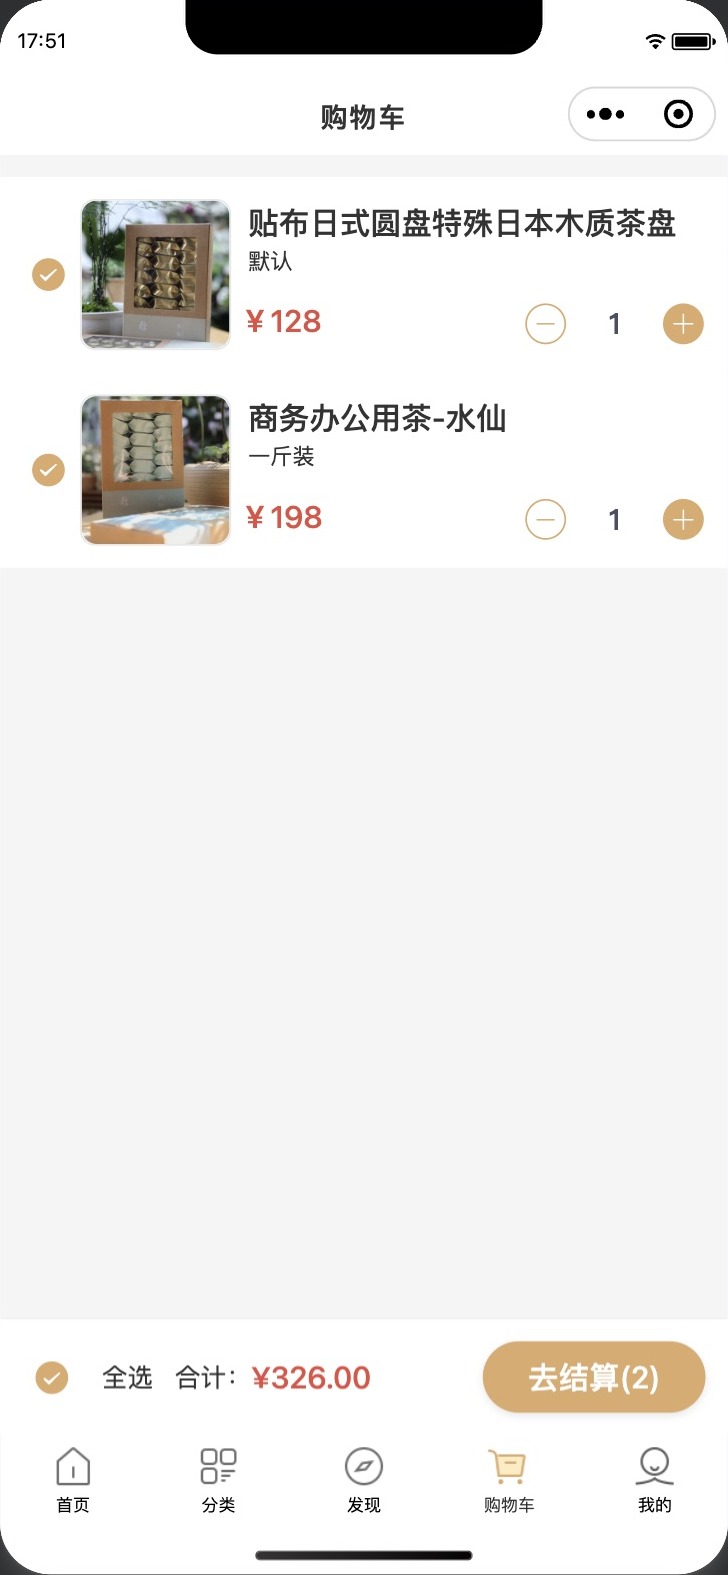 17:51
购物车
贴布日式圆盘特殊日本木质茶盘
默认
¥ 128
1
商务办公用茶-水仙
一斤装
¥ 198
1
全选 合计: ¥326.00 去结算(2)
首页 分类 发现 购物车 我的